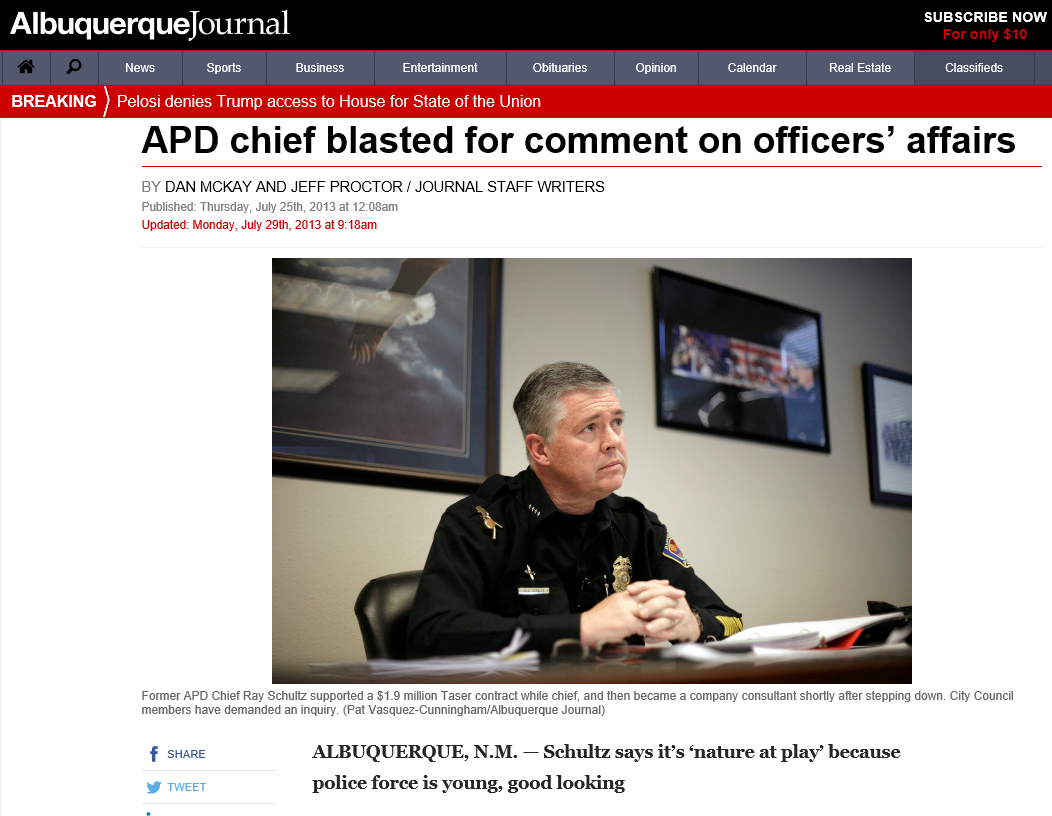 AlbuquerqueJournal
SUBSCRIBE NOW
For only $10
News Sports Business Entertainment Obituaries Opinion Calendar Real Estate Classifieds
BREAKING Pelosi denies Trump access to House for State of the Union
APD chief blasted for comment on officers’ affairs
BY DAN MCKAY AND JEFF PROCTOR / JOURNAL STAFF WRITERS
Published: Thursday, July 25th, 2013 at 12:08am
Updated: Monday, July 29th, 2013 at 9:18am
Former APD Chief Ray Schultz supported a $1.9 million Taser contract while chief, and then became a company consultant shortly after stepping down. City Council
members have demanded an inquiry. (Pat Vasquez-Cunningham/Albuquerque Journal)
SHARE
TWEET
ALBUQUERQUE, N.M. — Schultz says it’s ‘nature at play’ because
police force is young, good looking